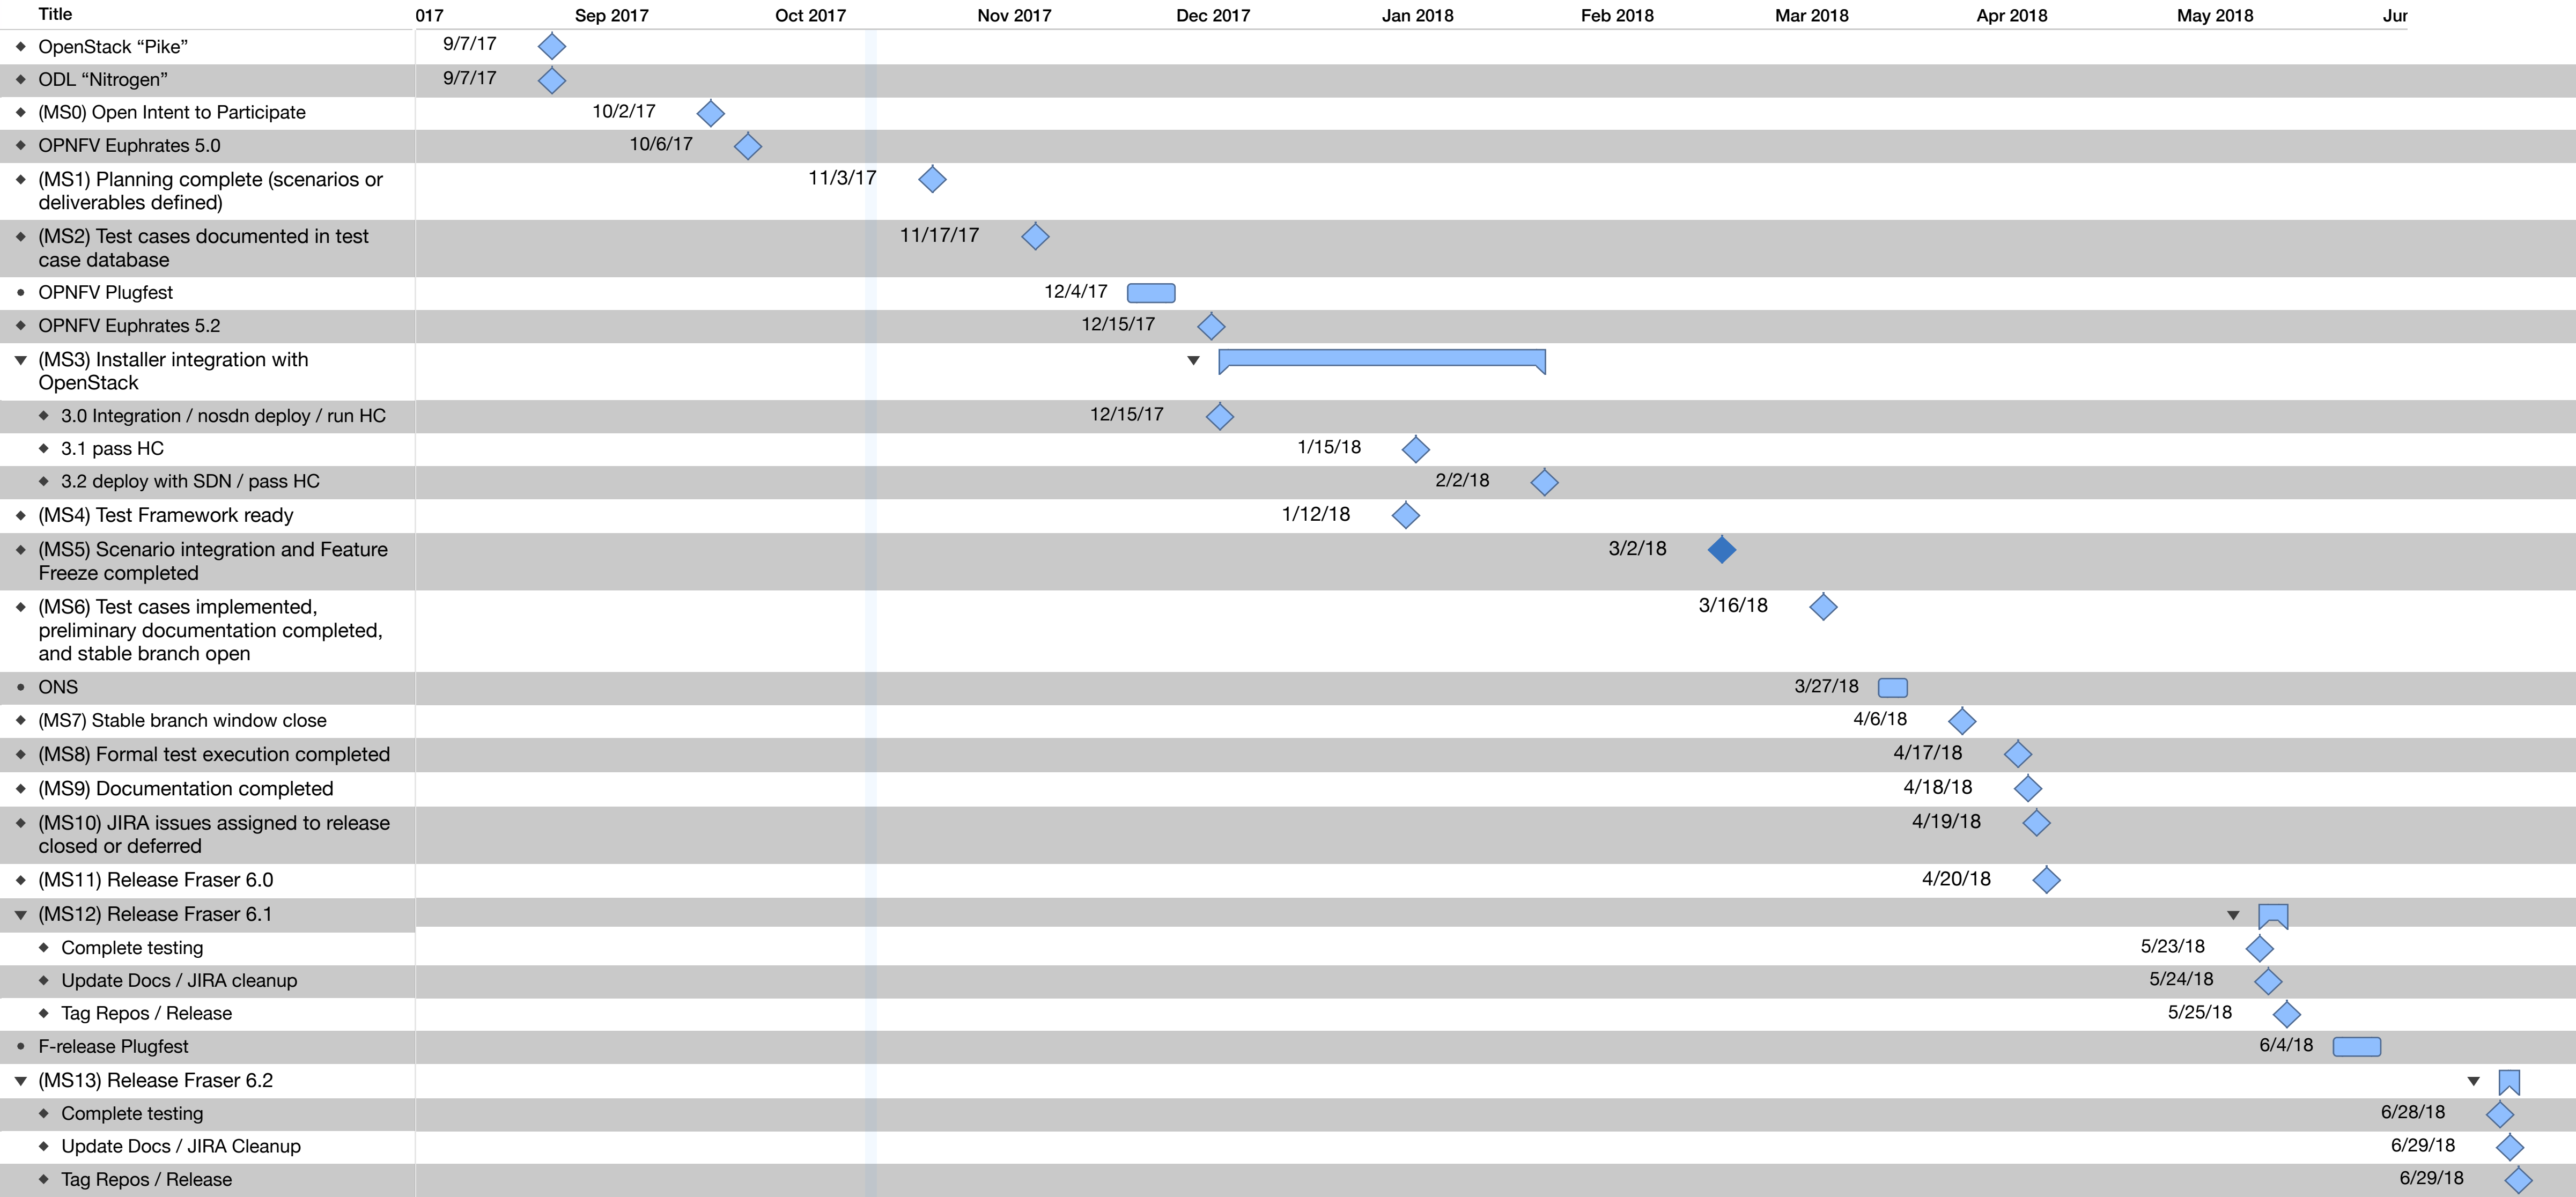 Title 017 Sep 2017 Oct 2017 Nov 2017 Dec 2017 Jan 2018 Feb 2018 Mar 2018 Apr 2018 May 2018 Jur
OpenStack “Pike” 9/7/17
ODL “Nitrogen” 9/7/17
(MS0) Open Intent to Participate 10/2/17
OPNFV Euphrates 5.0 10/6/17
(MS1) Planning complete (scenarios or 11/3/17
deliverables defined)
(MS2) Test cases documented in test 11/17/17
case database
OPNFV Plugfest 12/4/17
OPNFV Euphrates 5.2 12/15/17
(MS3) Installer integration with
OpenStack
3.0 Integration / nosdn deploy / run HC 12/15/17
3.1 pass HC 1/15/18
3.2 deploy with SDN / pass HC 2/2/18
(MS4) Test Framework ready 1/12/18
(MS5) Scenario integration and Feature 3/2/18
Freeze completed
(MS6) Test cases implemented, 3/16/18
preliminary documentation completed,
and stable branch open
ONS 3/27/18
(MS7) Stable branch window close 4/6/18
(MS8) Formal test execution completed 4/17/18
(MS9) Documentation completed 4/18/18
(MS10) JIRA issues assigned to release 4/19/18
closed or deferred
(MS11) Release Fraser 6.0 4/20/18
(MS12) Release Fraser 6.1
Complete testing 5/23/18
Update Docs / JIRA cleanup 5/24/18
Tag Repos / Release 5/25/18
F-release Plugfest 6/4/18
(MS13) Release Fraser 6.2
Complete testing 6/28/18
Update Docs / JIRA Cleanup 6/29/18
Tag Repos / Release 6/29/18